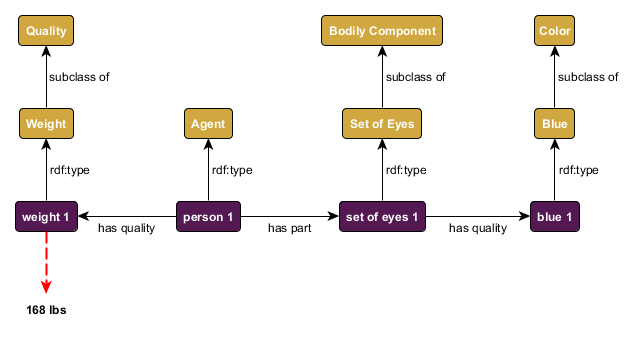 Quality
Bodily Component
Color
subclass of
subclass of
subclass of
Weight
Agent
Set of Eyes
Blue
rdf:type
rdf:type
rdf:type
rdf:type
weight 1
person 1
set of eyes 1
blue 1
has quality
has part
has quality
168 lbs